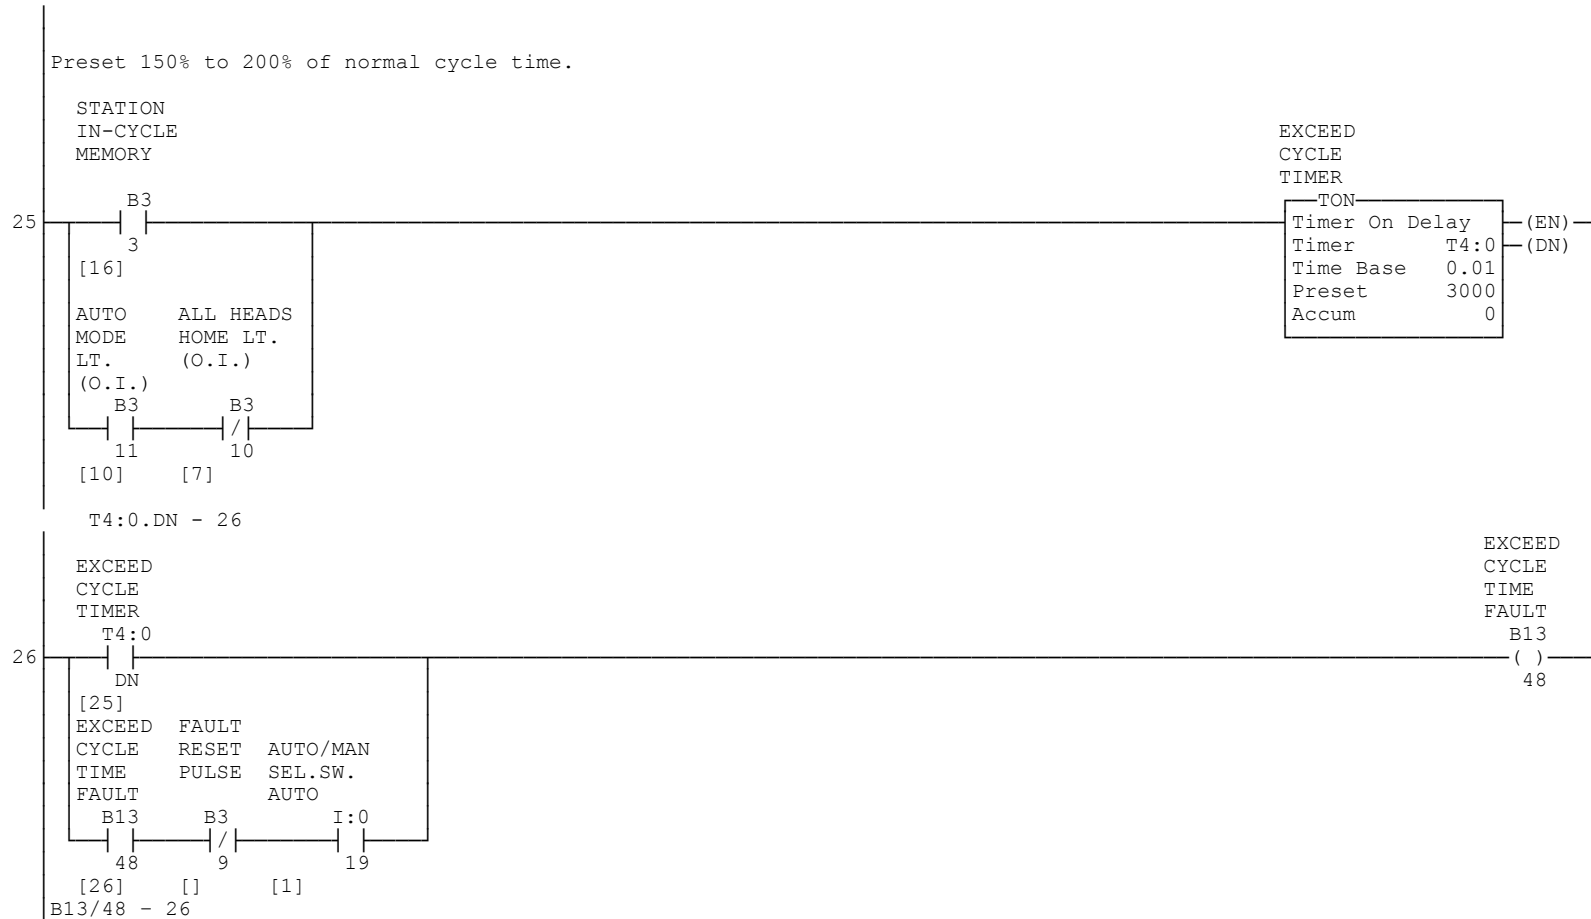 Preset 150% to 200% of normal cycle time.
STATION
IN-CYCLE
MEMORY
B3
3
[16]
EXCEED
CYCLE
TIMER
TON
Timer On Delay (EN)
Timer T4:0 (DN)
Time Base 0.01
Preset 3000
Accum 0
25
AUTO ALL HEADS
MODE HOME LT.
LT. (O.I.)
(O.I.)
B3 B3
/
11 10
[10] [7]
T4:0.DN - 26
EXCEED
CYCLE
TIMER
T4:0
DN
[25]
EXCEED
CYCLE
TIME
FAULT
B13
( )
48
26
EXCEED FAULT
CYCLE RESET AUTO/MAN
TIME PULSE SEL.SW.
FAULT AUTO
B13 B3 I:0
/
48 9 19
[26] [] [1]
B13/48 - 26